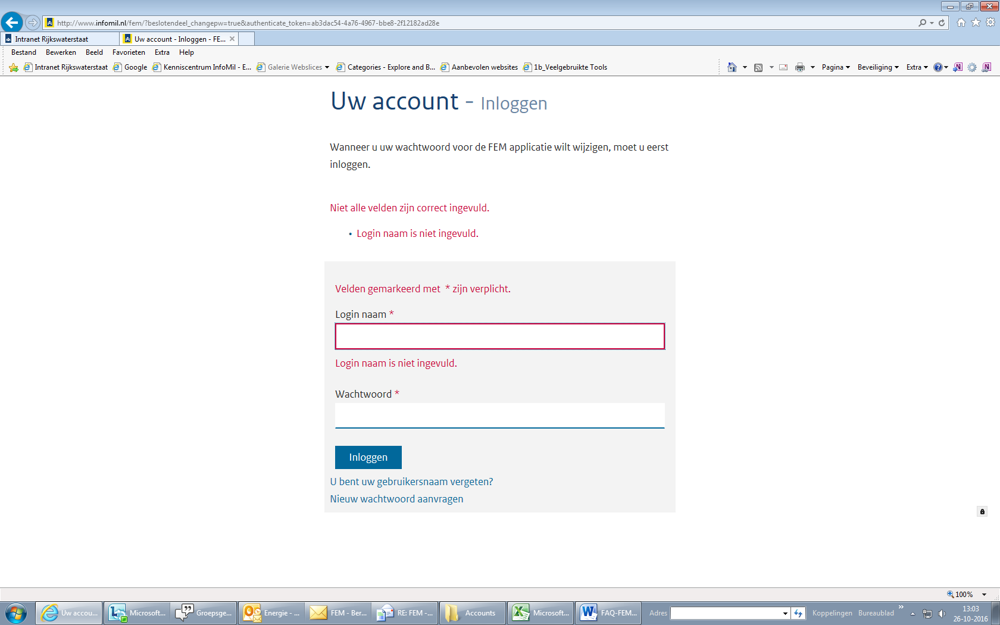 http://www.infomil.nl/fem/?beslotendeel_changepw=true&authenticate_token=ab3dac54-4a76-4967-bbe8-2f12182ad28e
Intranet Rijkswaterstaat
Uw account - Inloggen - FE...
Bestand Bewerken Beeld Favorieten Extra Help
Intranet Rijkswaterstaat Google Kenniscentrum InfoMil - E... Galerie Webslices Categories - Explore and B... Aanbevolen websites 1b_Veelgebruikte Tools Pagina Beveiliging Extra
Uw account - Inloggen
Wanneer u uw wachtwoord voor de FEM applicatie wilt wijzigen, moet u eerst
inloggen.
Niet alle velden zijn correct ingevuld.
• Login naam is niet ingevuld.
Velden gemarkeerd met * zijn verplicht.
Login naam *
Login naam is niet ingevuld.
Wachtwoord *
Inloggen
U bent uw gebruikersnaam vergeten?
Nieuw wachtwoord aanvragen
100%
Uw accou... Microsoft... Groepsge... Energie - ... FEM - Ber... RE: FEM -... Accounts Microsoft... FAQ-FEM... Adres Koppelingen Bureaublad » 13:03
26-10-2016